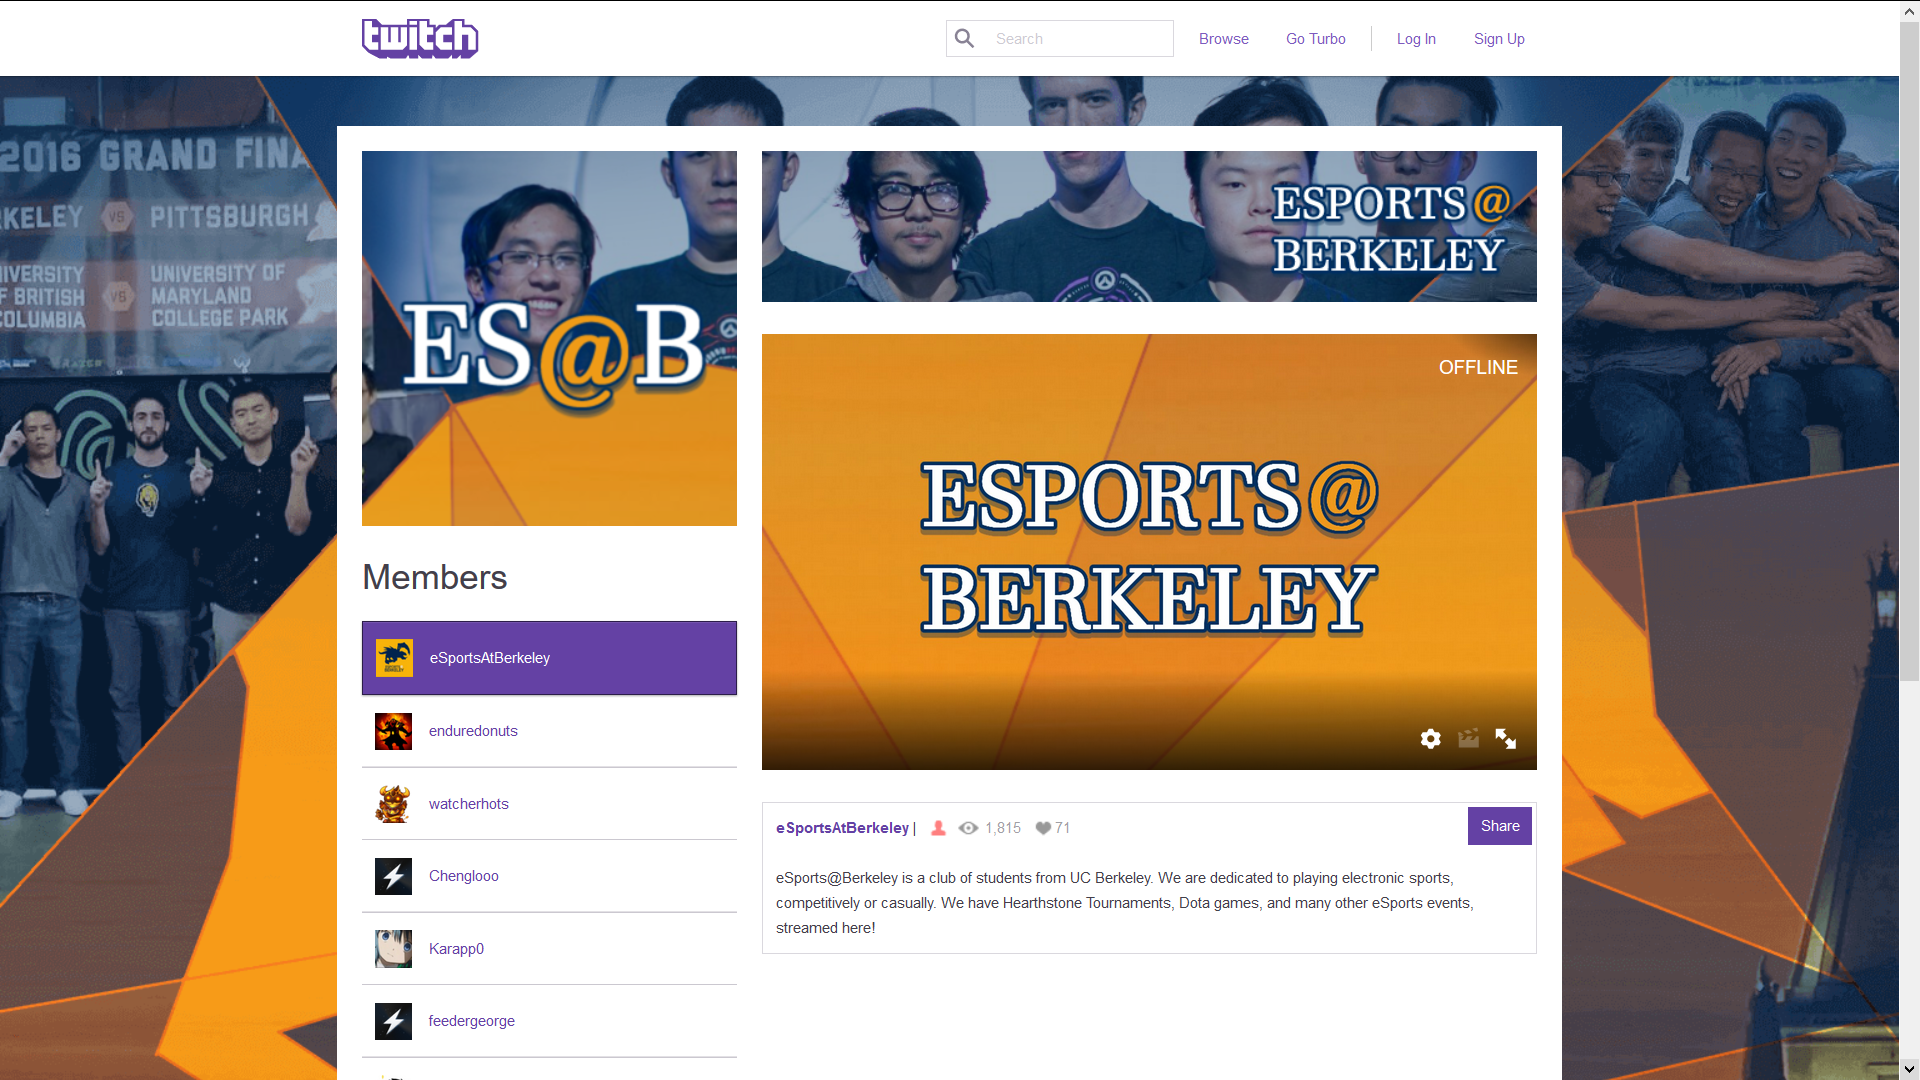 twitch
Search
Browse
Go Turbo
Log In
Sign Up
2016 GRAND FINA
RKELEY VS PITTSBURGH
IVERSITY
F BRITISH
COLUMBIA
VS
UNIVERSITY OF
MARYLAND
COLLEGE PARK
ES@B
ESPORTS@
BERKELEY
OFFLINE
ESPORTS@
BERKELEY
Members
eSportsAtBerkeley
enduredonuts
watcherhots
Chenglooo
Karapp0
feedergeorge
eSportsAtBerkeley |
1,815
71
Share
eSports@Berkeley is a club of students from UC Berkeley. We are dedicated to playing electronic sports,
competitively or casually. We have Hearthstone Tournaments, Dota games, and many other eSports events,
streamed here!